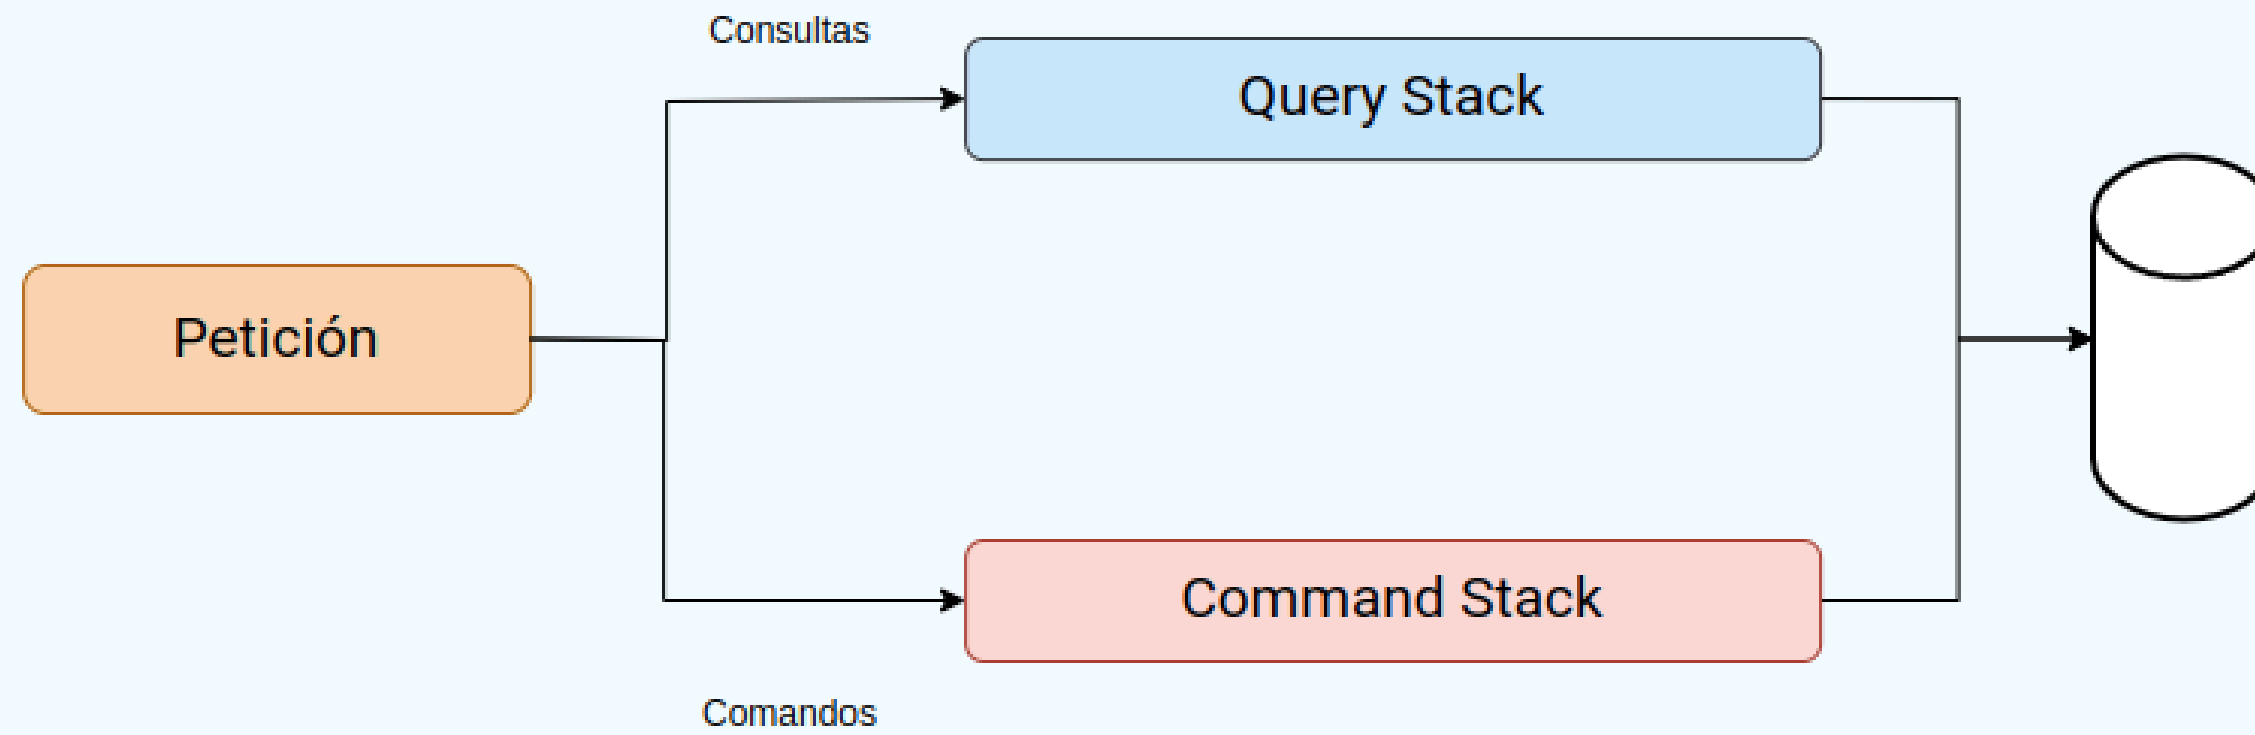 Consultas
Query Stack
Petición
Command Stack
Comandos